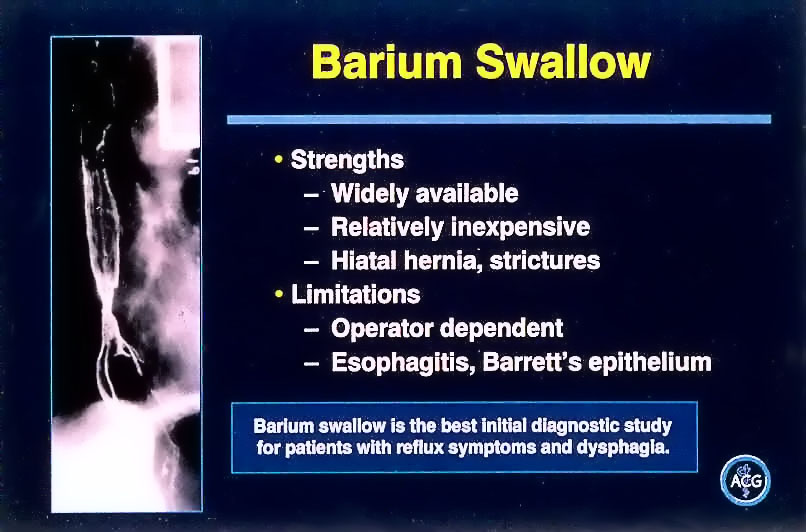 Barium Swallow
• Strengths
– Widely available
– Relatively inexpensive
– Hiatal hernia, strictures
• Limitations
– Operator dependent
– Esophagitis, Barrett's epithelium
Barium swallow is the best initial diagnostic study
for patients with reflux symptoms and dysphagia.
ACG